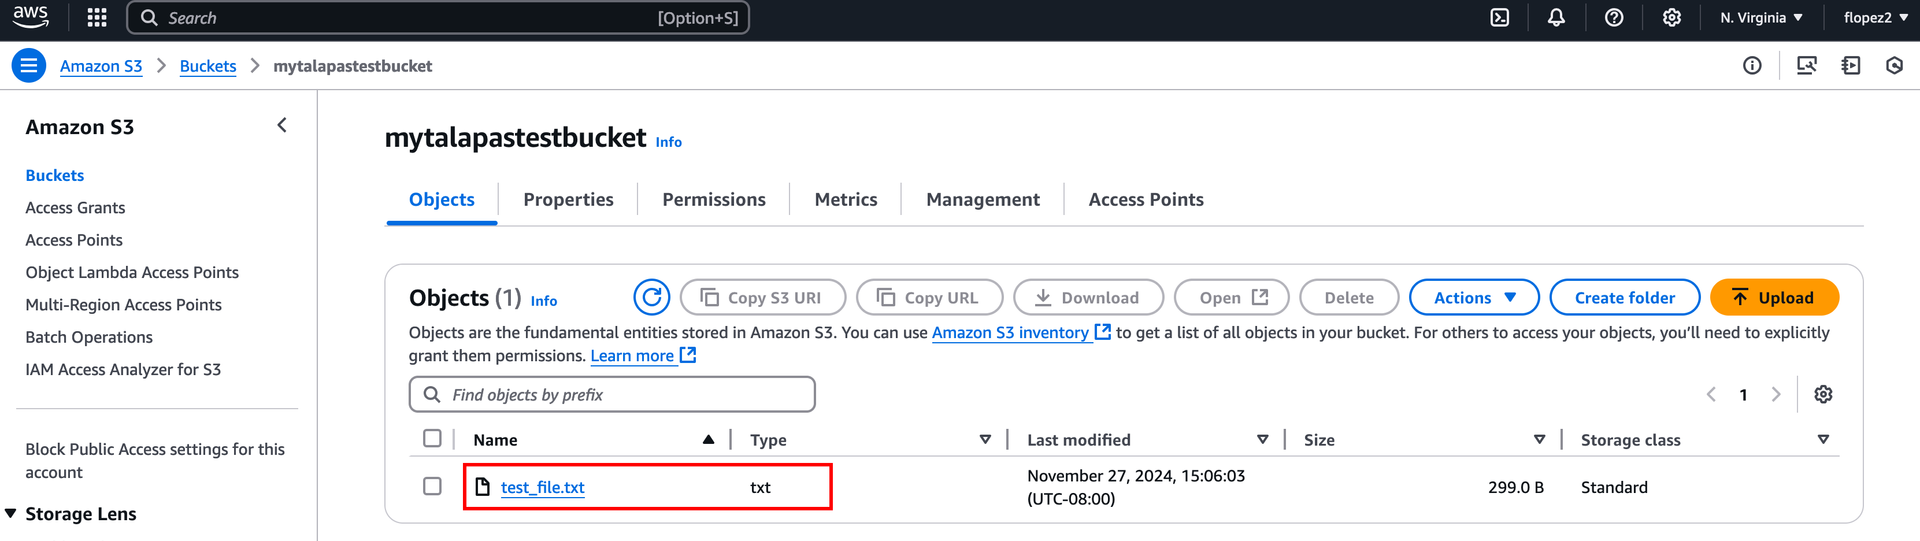 aws
Search [Option+S] N. Virginia flopez2
Amazon S3 Buckets mytalapastestbucket
Amazon S3
Buckets
Access Grants
Access Points
Object Lambda Access Points
Multi-Region Access Points
Batch Operations
IAM Access Analyzer for S3
Block Public Access settings for this
account
Storage Lens
mytalapastestbucket Info
Objects Properties Permissions Metrics Management Access Points
Objects (1) Info Copy S3 URI Copy URL Download Open Delete Actions Create folder Upload
Objects are the fundamental entities stored in Amazon S3. You can use Amazon S3 inventory to get a list of all objects in your bucket. For others to access your objects, you’ll need to explicitly
grant them permissions. Learn more
Find objects by prefix 1
Name Type Last modified Size Storage class
test_file.txt txt November 27, 2024, 15:06:03 299.0 B Standard
(UTC-08:00)